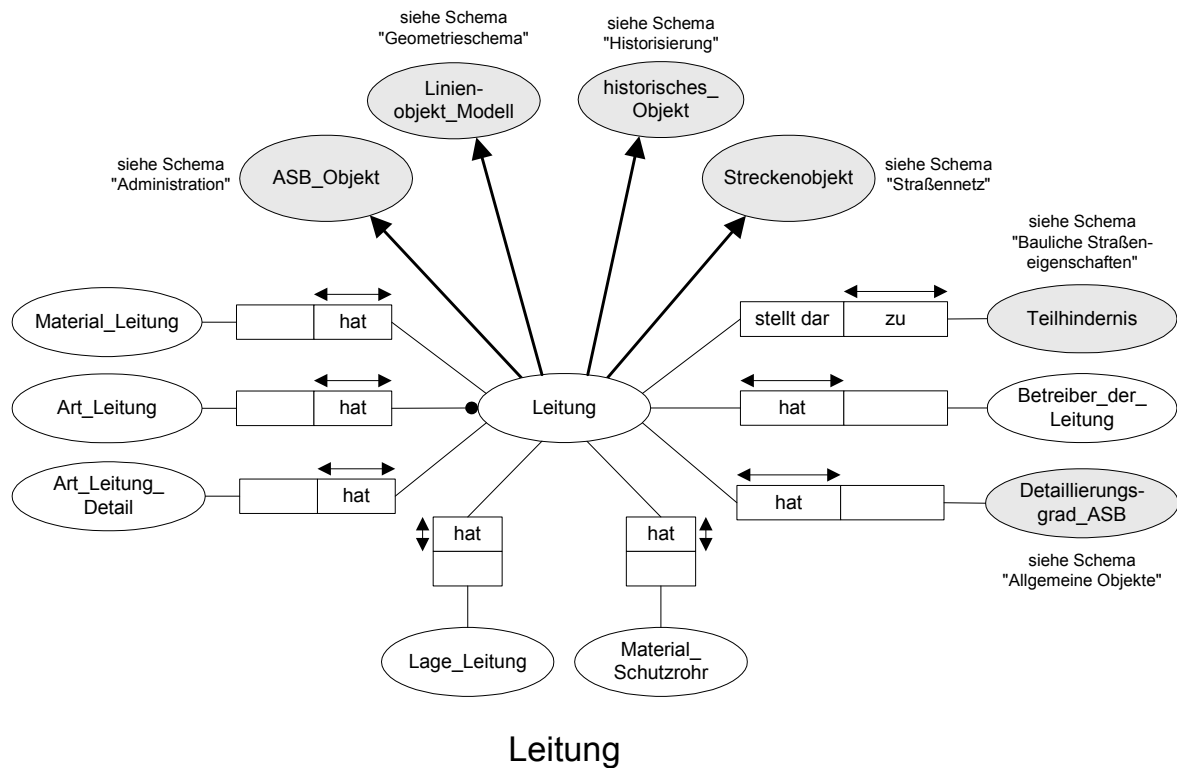 siehe Schema
"Geometrieschema"
siehe Schema
"Historisierung"
Linien-
objekt_Modell
historisches_
Objekt
siehe Schema
"Administration"
ASB_Objekt
Streckenobjekt
siehe Schema
"Straßennetz"
siehe Schema
"Bauliche Straßen-
eigenschaften"
Material_Leitung
hat
stellt dar
zu
Teilhindernis
Art_Leitung
hat
Leitung
hat
Betreiber_der_
Leitung
Art_Leitung_
Detail
hat
hat
Detaillierungs-
grad_ASB
hat
hat
siehe Schema
"Allgemeine Objekte"
Lage_Leitung
Material_
Schutzrohr
Leitung